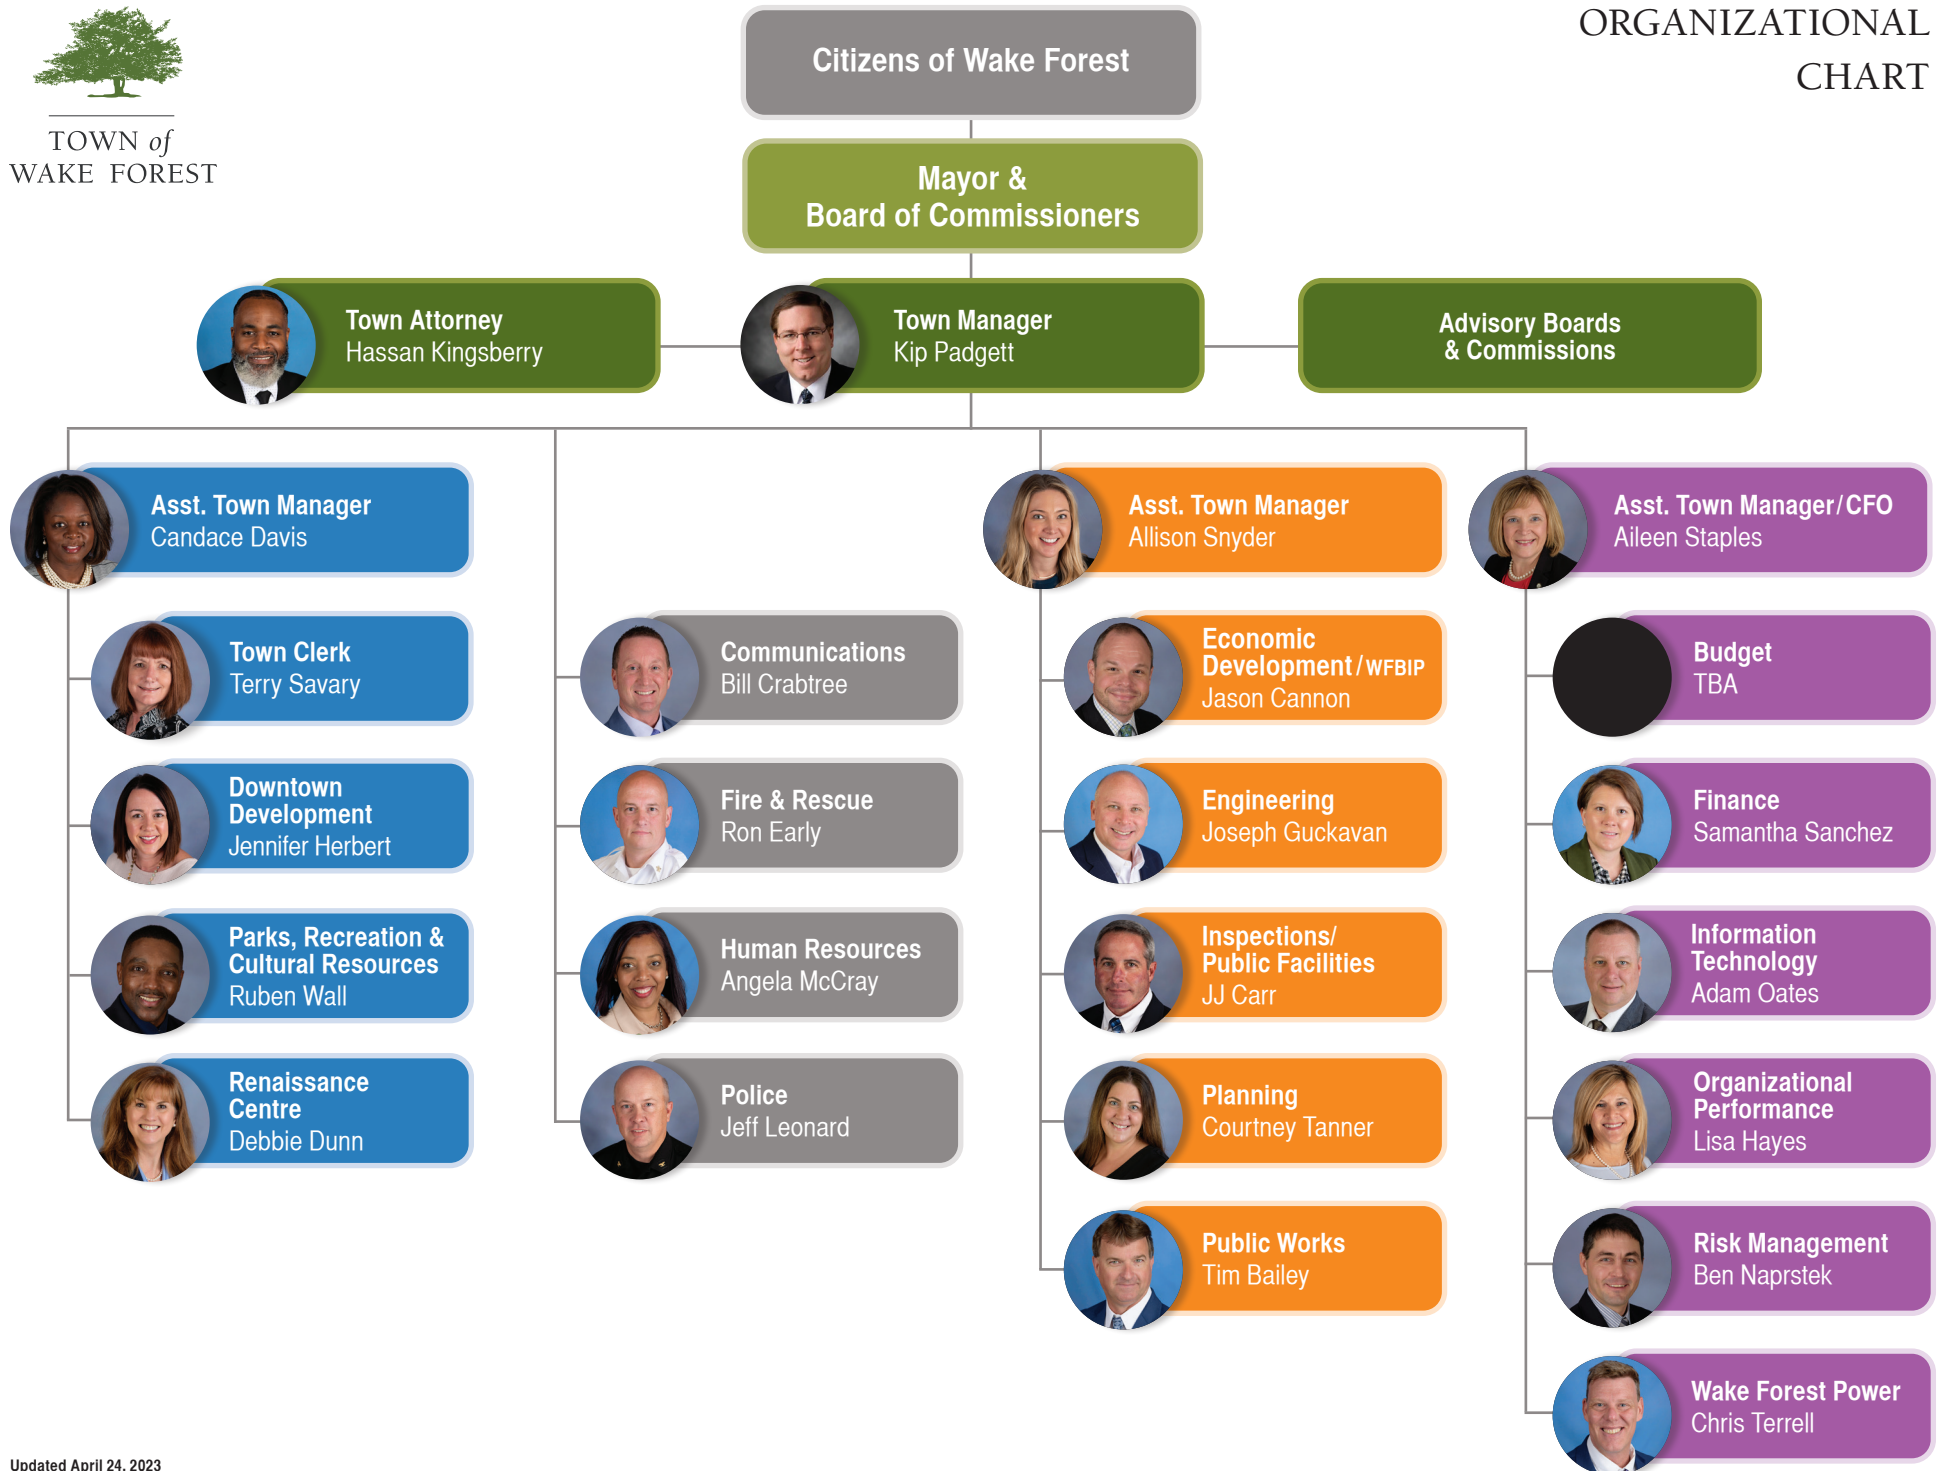 TOWN of
WAKE FOREST
ORGANIZATIONAL
CHART
Citizens of Wake Forest
Mayor &
Board of Commissioners
Town Attorney
Hassan Kingsberry
Town Manager
Kip Padgett
Advisory Boards
& Commissions
Asst. Town Manager
Candace Davis
Town Clerk
Terry Savary
Downtown
Development
Jennifer Herbert
Parks, Recreation &
Cultural Resources
Ruben Wall
Renaissance
Centre
Debbie Dunn
Communications
Bill Crabtree
Fire & Rescue
Ron Early
Human Resources
Angela McCray
Police
Jeff Leonard
Asst. Town Manager
Allison Snyder
Economic
Development/WFBIP
Jason Cannon
Engineering
Joseph Guckavan
Inspections/
Public Facilities
JJ Carr
Planning
Courtney Tanner
Public Works
Tim Bailey
Asst. Town Manager/CFO
Aileen Staples
Budget
TBA
Finance
Samantha Sanchez
Information
Technology
Adam Oates
Organizational
Performance
Lisa Hayes
Risk Management
Ben Naprstek
Wake Forest Power
Chris Terrell
Updated April 24, 2023